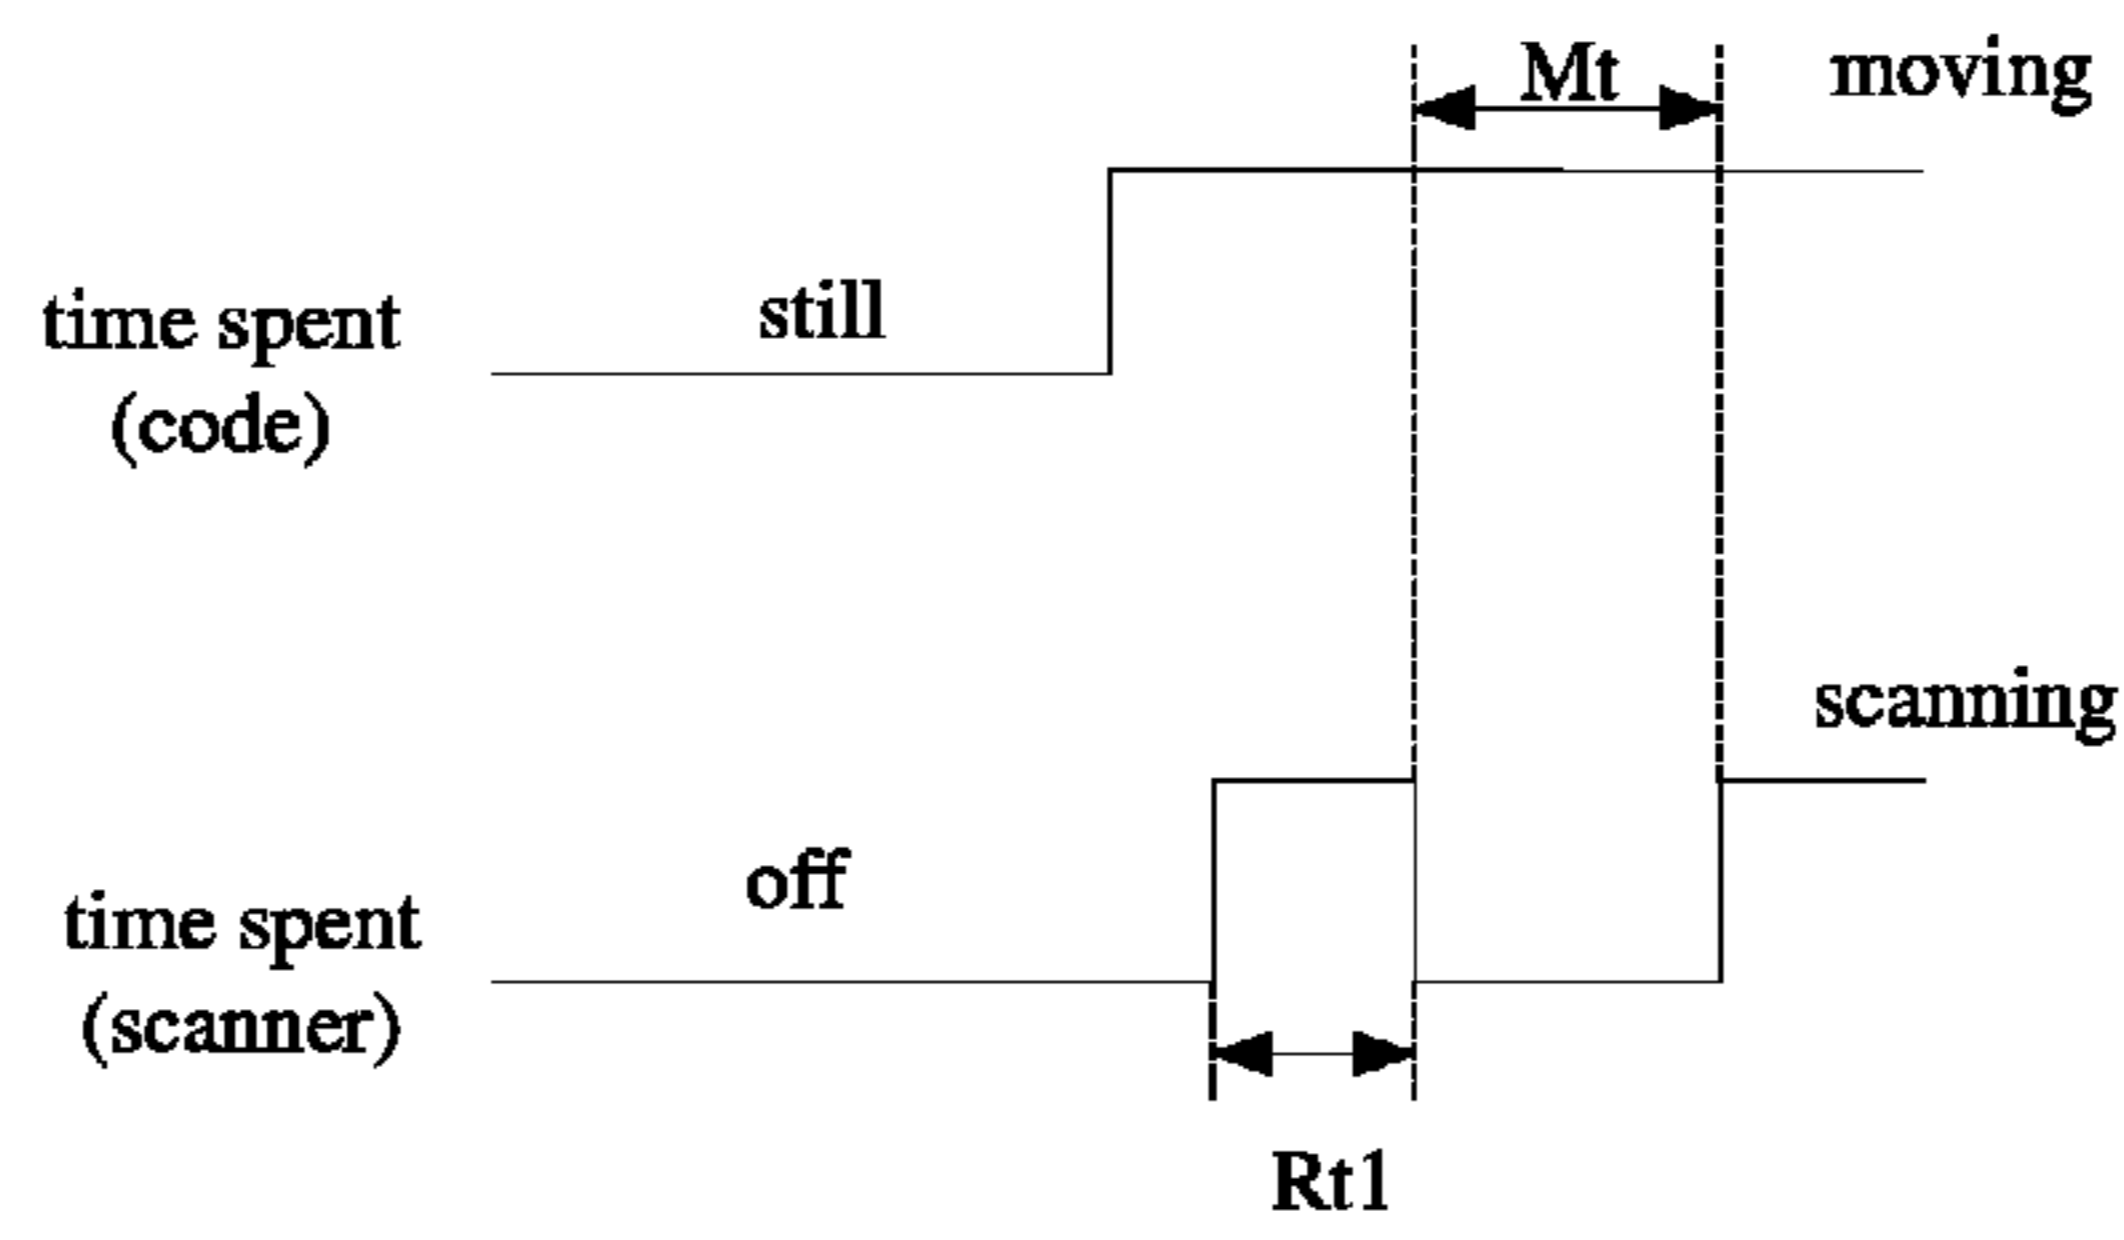 Mt
moving
still
time spent
(code)
scanning
off
time spent
(scanner)
Rt1